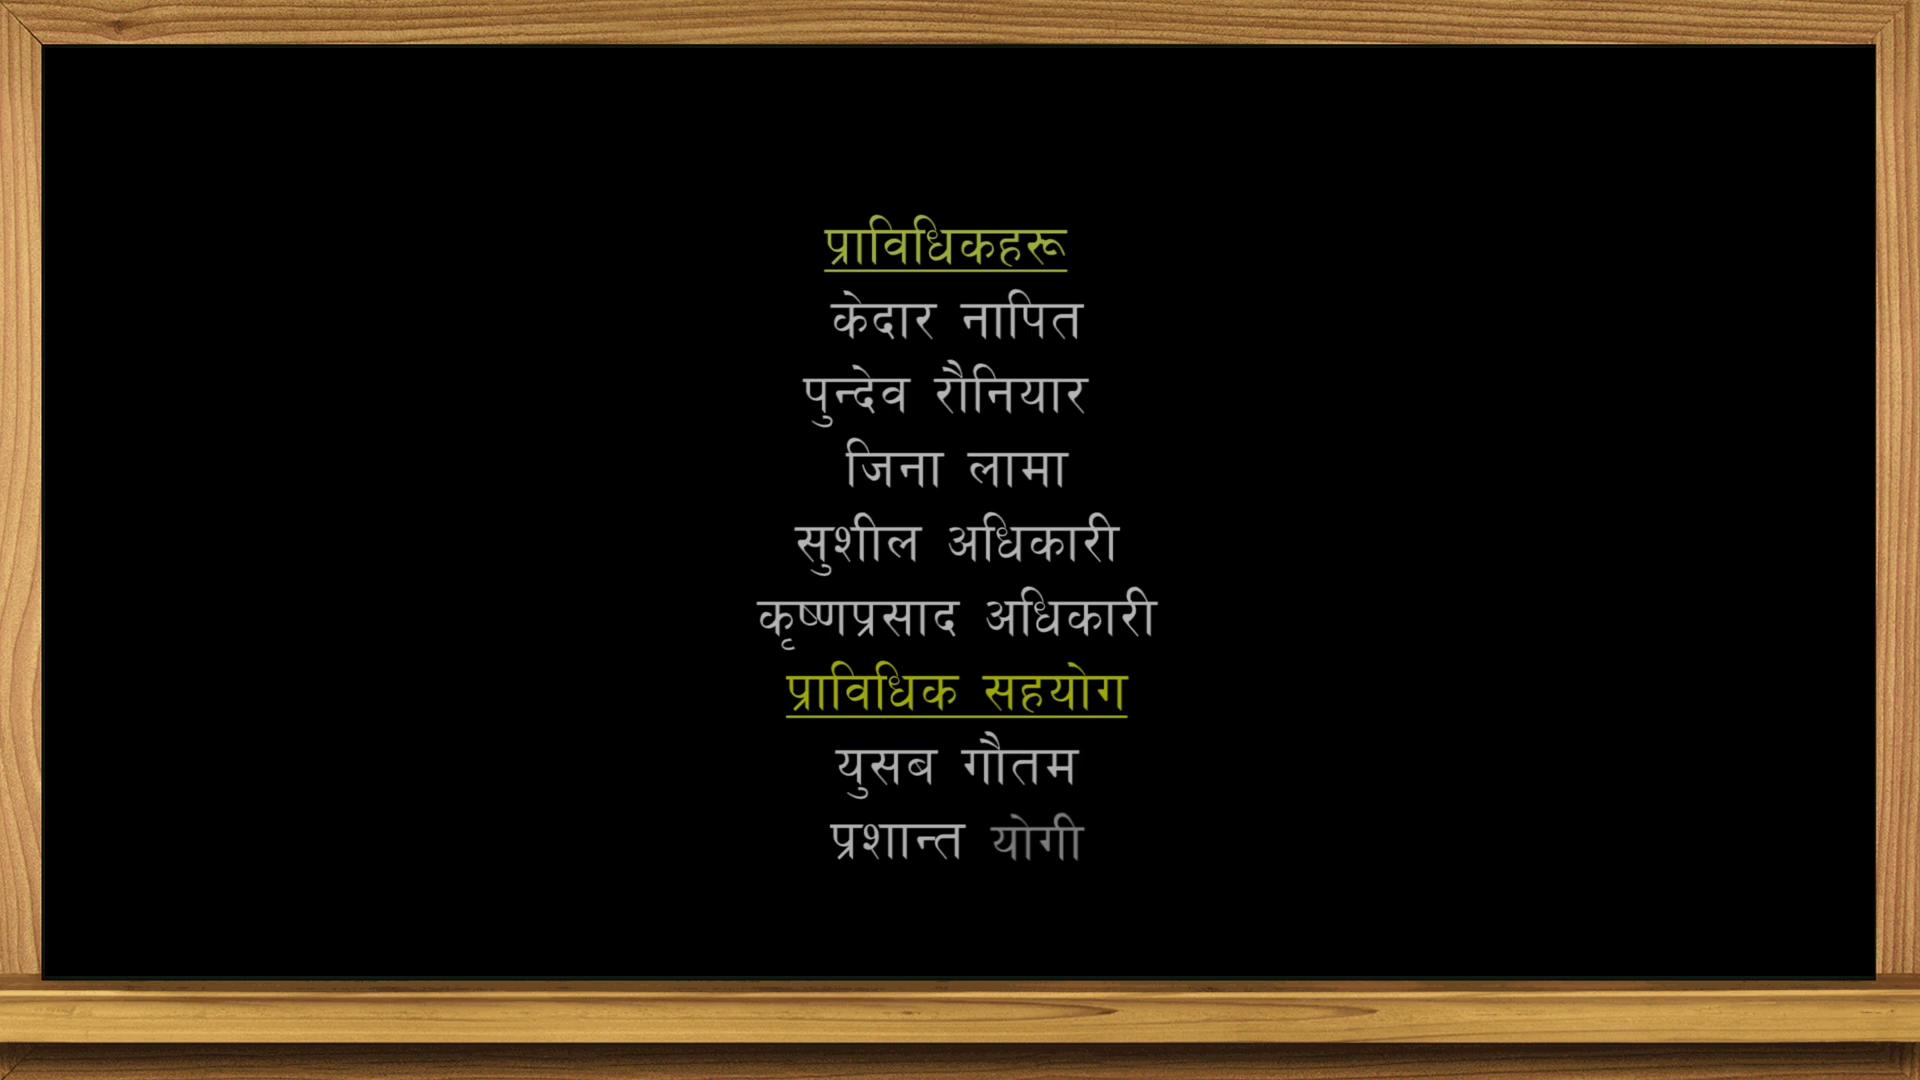 प्राविधिकहरू
केदार नापित
पुन्देव रौनियार
जिना लामा
सुशील अधिकारी
कृष्णप्रसाद अधिकारी
प्राविधिक सहयोग
युसब गौतम
प्रशान्त योगी